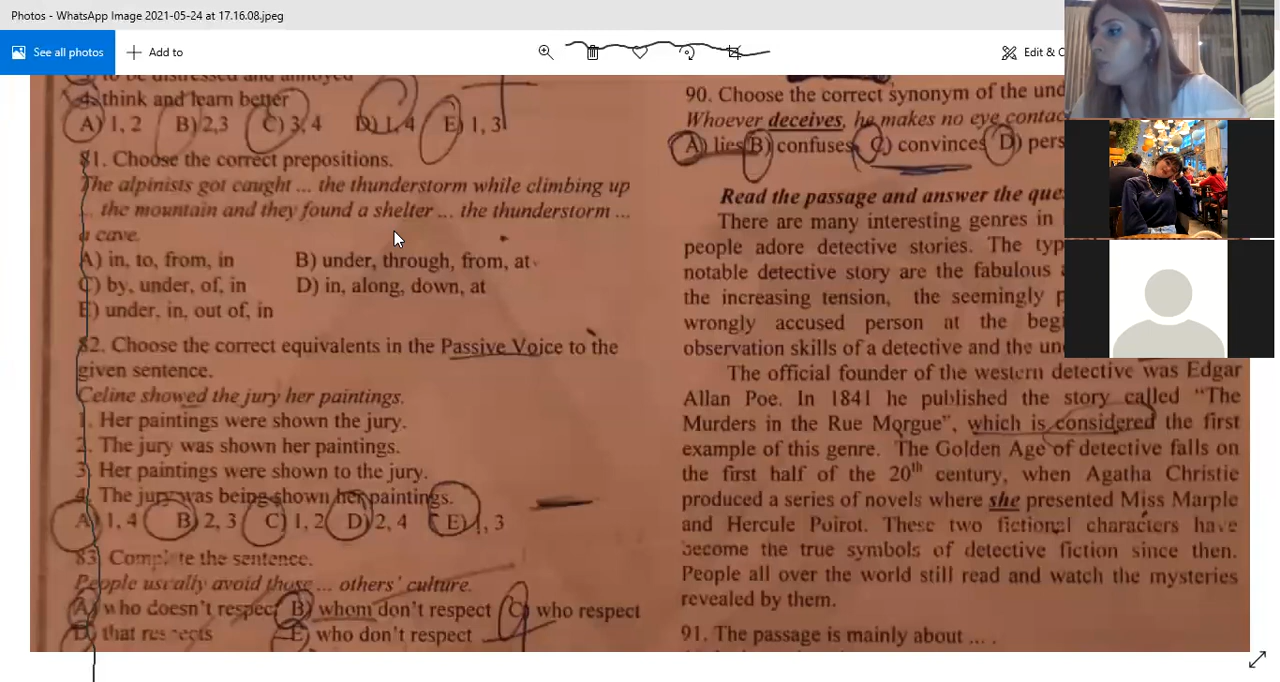 Photos - WhatsApp Image 2021-05-24 at 17.16.08.jpeg
See all photos
Add to
Edit & C
to be distressed and annoyed
4. think and learn better
A) 1, 2 B) 2,3 C) 3, 4 D) 1, 4 E) 1, 3
81. Choose the correct prepositions.
The alpinists got caught ... the thunderstorm while climbing up
... the mountain and they found a shelter ... the thunderstorm ...
a cave.
A) in, to, from, in B) under, through, from, at
C) by, under, of, in D) in, along, down, at
E) under, in, out of, in
82. Choose the correct equivalents in the Passive Voice to the
given sentence.
Celine showed the jury her paintings.
1. Her paintings were shown the jury.
2. The jury was shown her paintings.
3. Her paintings were shown to the jury.
4. The jury was being shown her paintings.
A) 1, 4 B) 2, 3 C) 1, 2 D) 2, 4 E) 1, 3
83. Complete the sentence.
People usually avoid those ... others' culture.
A) who doesn't respect B) whom don't respect C) who respect
D) that respects E) who don't respect
90. Choose the correct synonym of the und
Whoever deceives, he makes no eye contac
A) lies B) confuses C) convinces D) pers
Read the passage and answer the que
There are many interesting genres in
people adore detective stories. The typ
notable detective story are the fabulous
the increasing tension, the seemingly p
wrongly accused person at the begi
observation skills of a detective and the un
The official founder of the western detective was Edgar
Allan Poe. In 1841 he published the story called "The
Murders in the Rue Morgue", which is considered the first
example of this genre. The Golden Age of detective falls on
the first half of the 20th century, when Agatha Christie
produced a series of novels where she presented Miss Marple
and Hercule Poirot. These two fictional characters have
become the true symbols of detective fiction since then.
People all over the world still read and watch the mysteries
revealed by them.
91. The passage is mainly about ... .